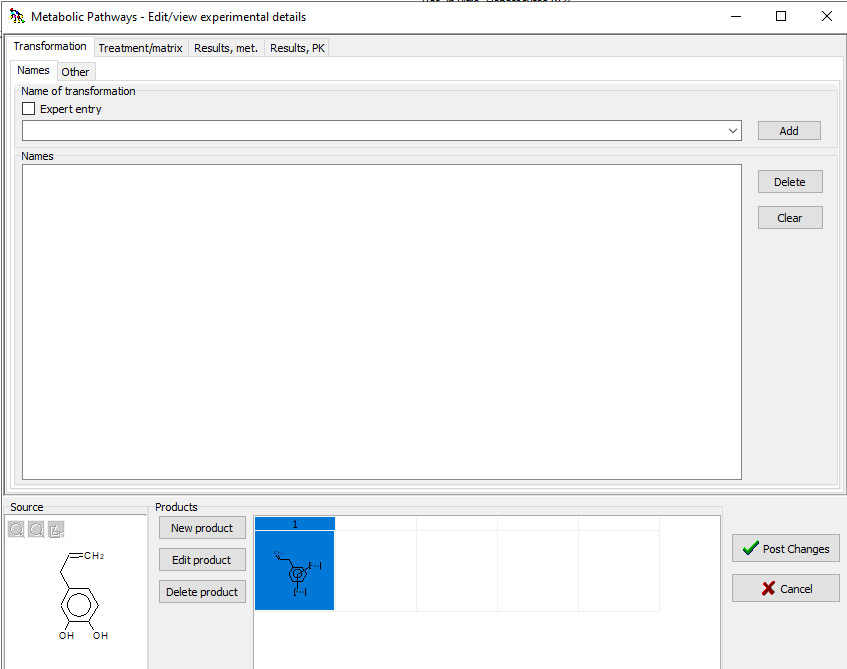 Metabolic Pathways - Edit/view experimental details
Transformation Treatment/matrix Results, met. Results, PK
Names Other
Name of transformation
Expert entry
Add
Names
Delete
Clear
Source
Products
New product
Edit product
Delete product
1
CH2
OH OH
Post Changes
Cancel